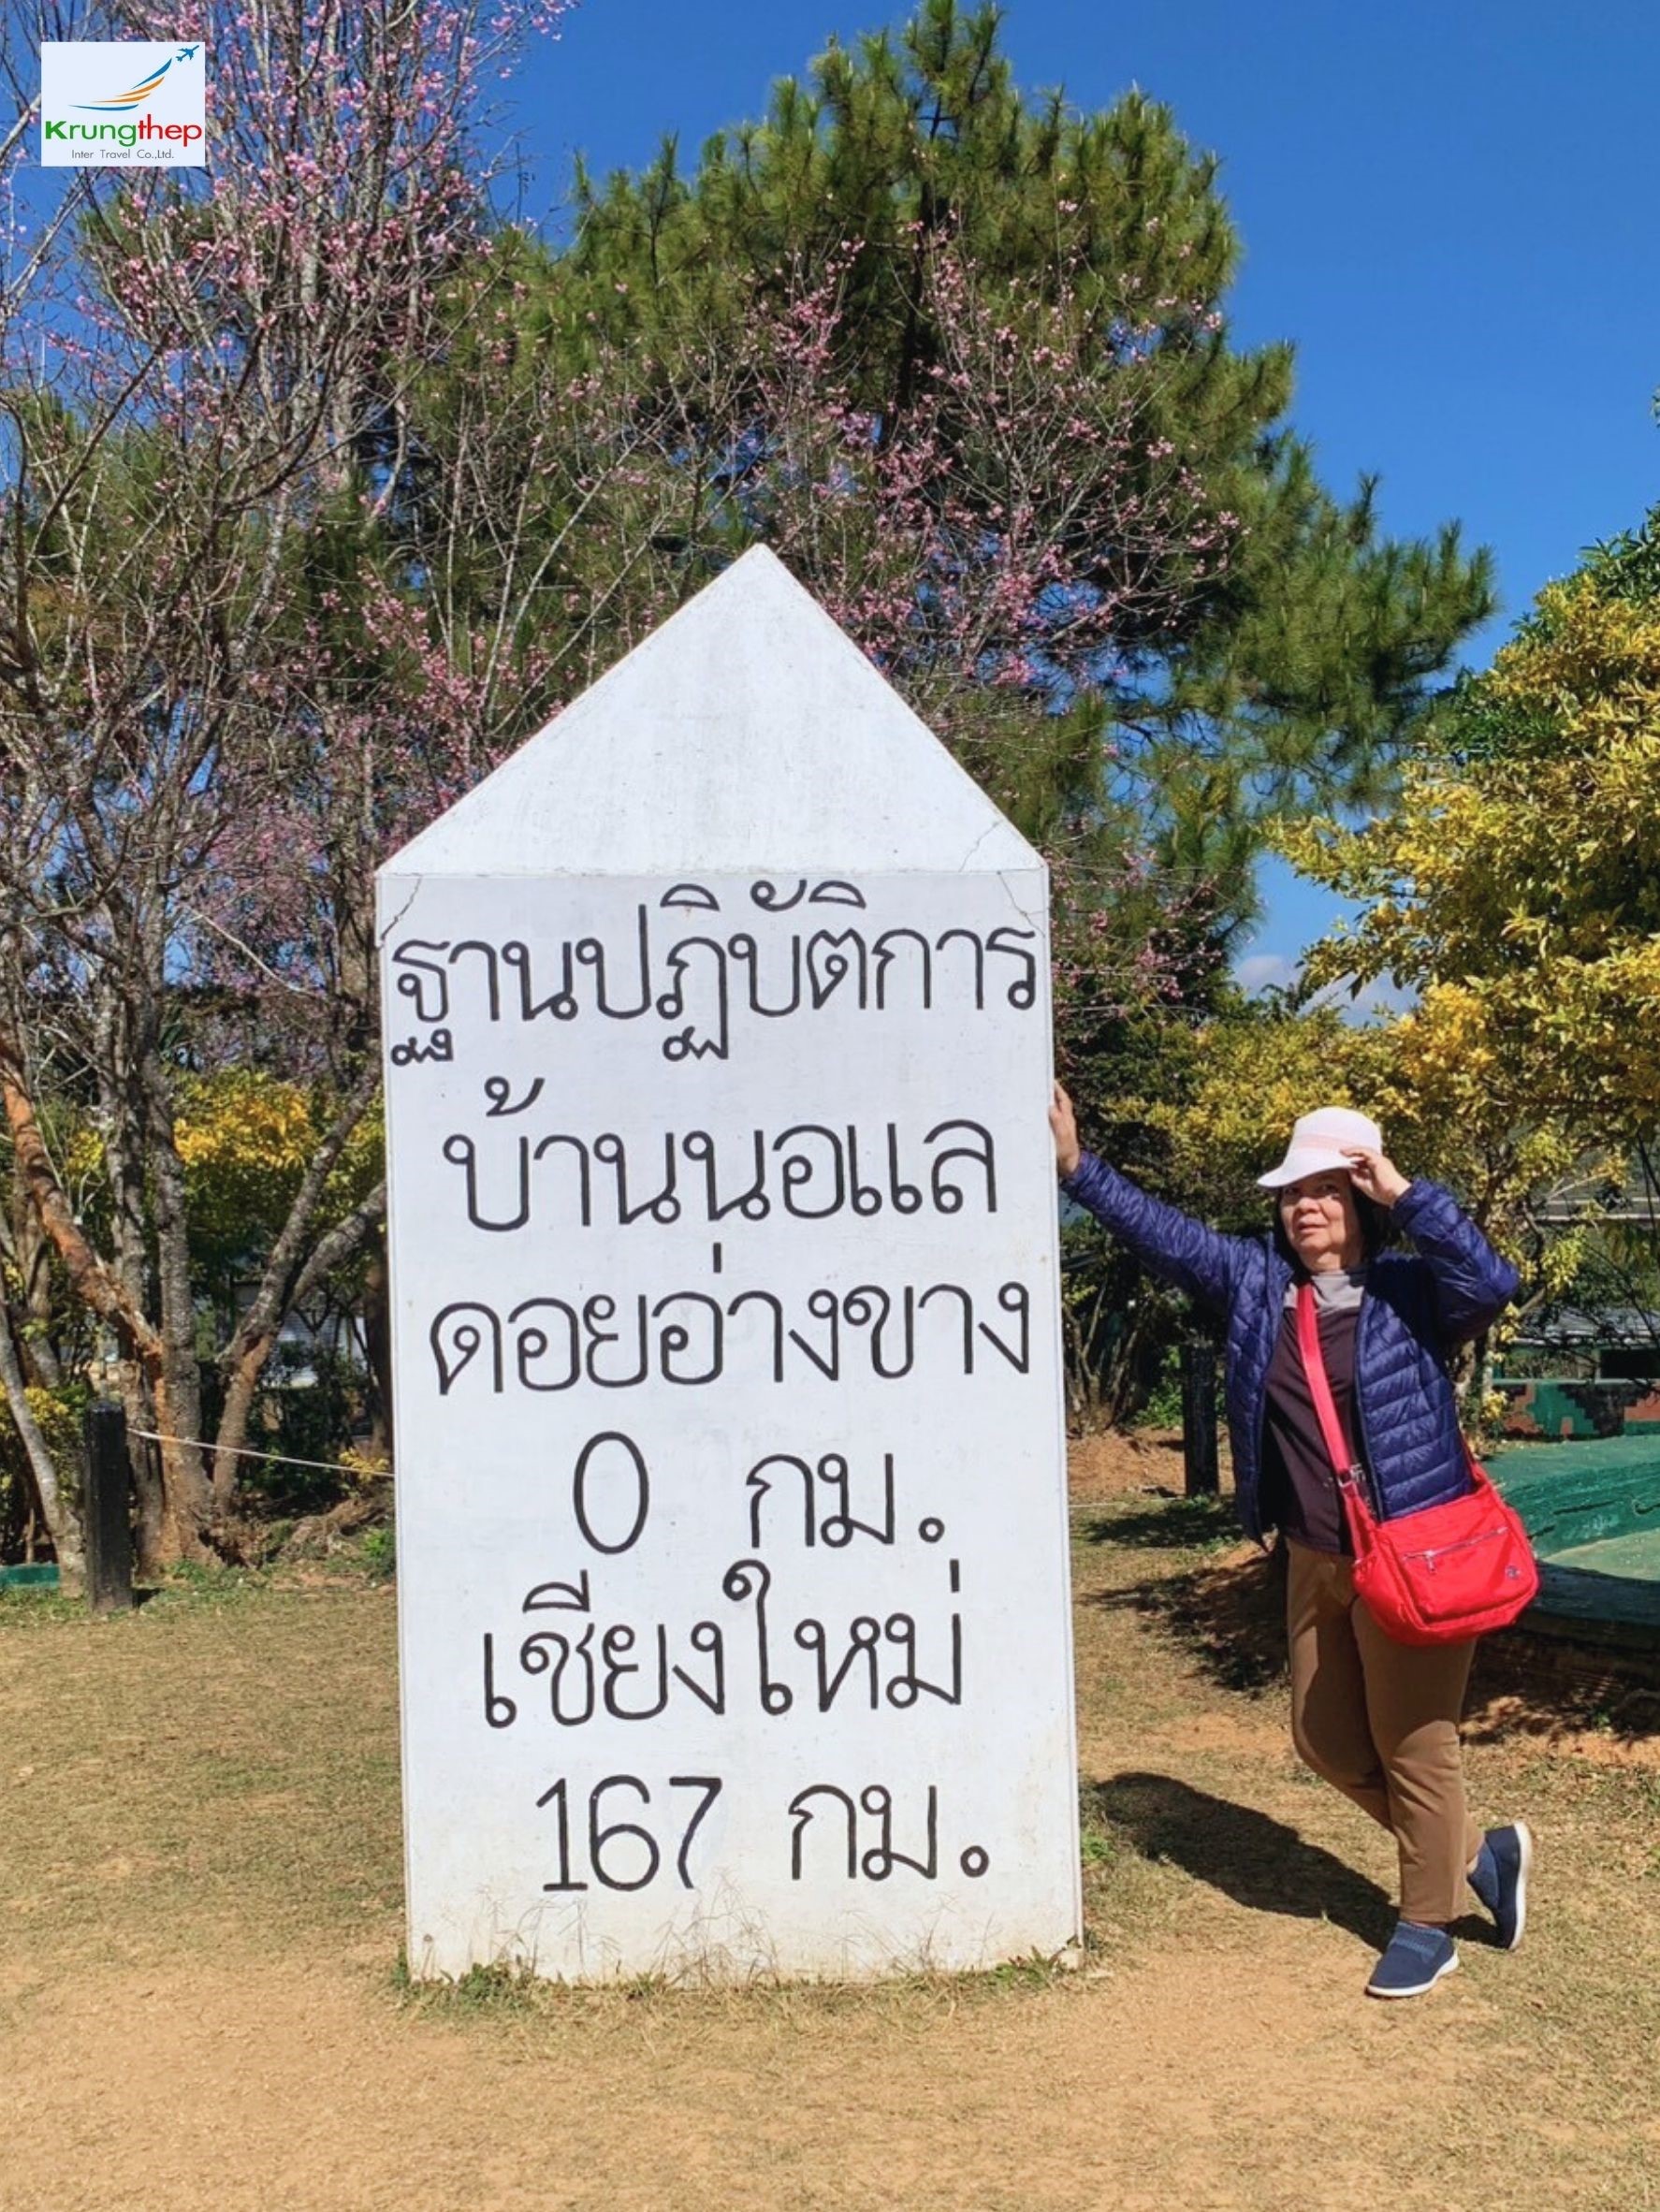 Krungthep
Inter Travel Co.,Ltd.
ฐานปฏิบัติการ
บ้านนอแล
ดอยอ่างขาง
0 กม.
เชียงใหม่
167 กม.